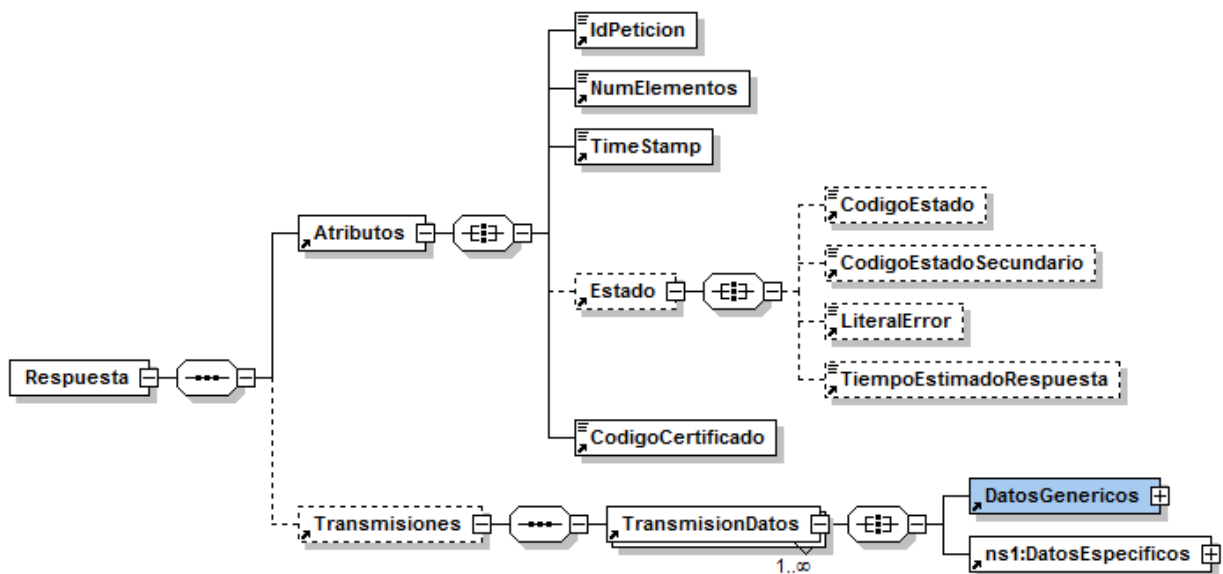 IdPeticion
NumElementos
TimeStamp
CodigoEstado
Atributos
CodigoEstadoSecundario
Estado
LiteralError
TiempoEstimadoRespuesta
Respuesta
CodigoCertificado
DatosGenericos
Transmisiones
TransmisionDatos
1..∞
ns1:DatosEspecificos